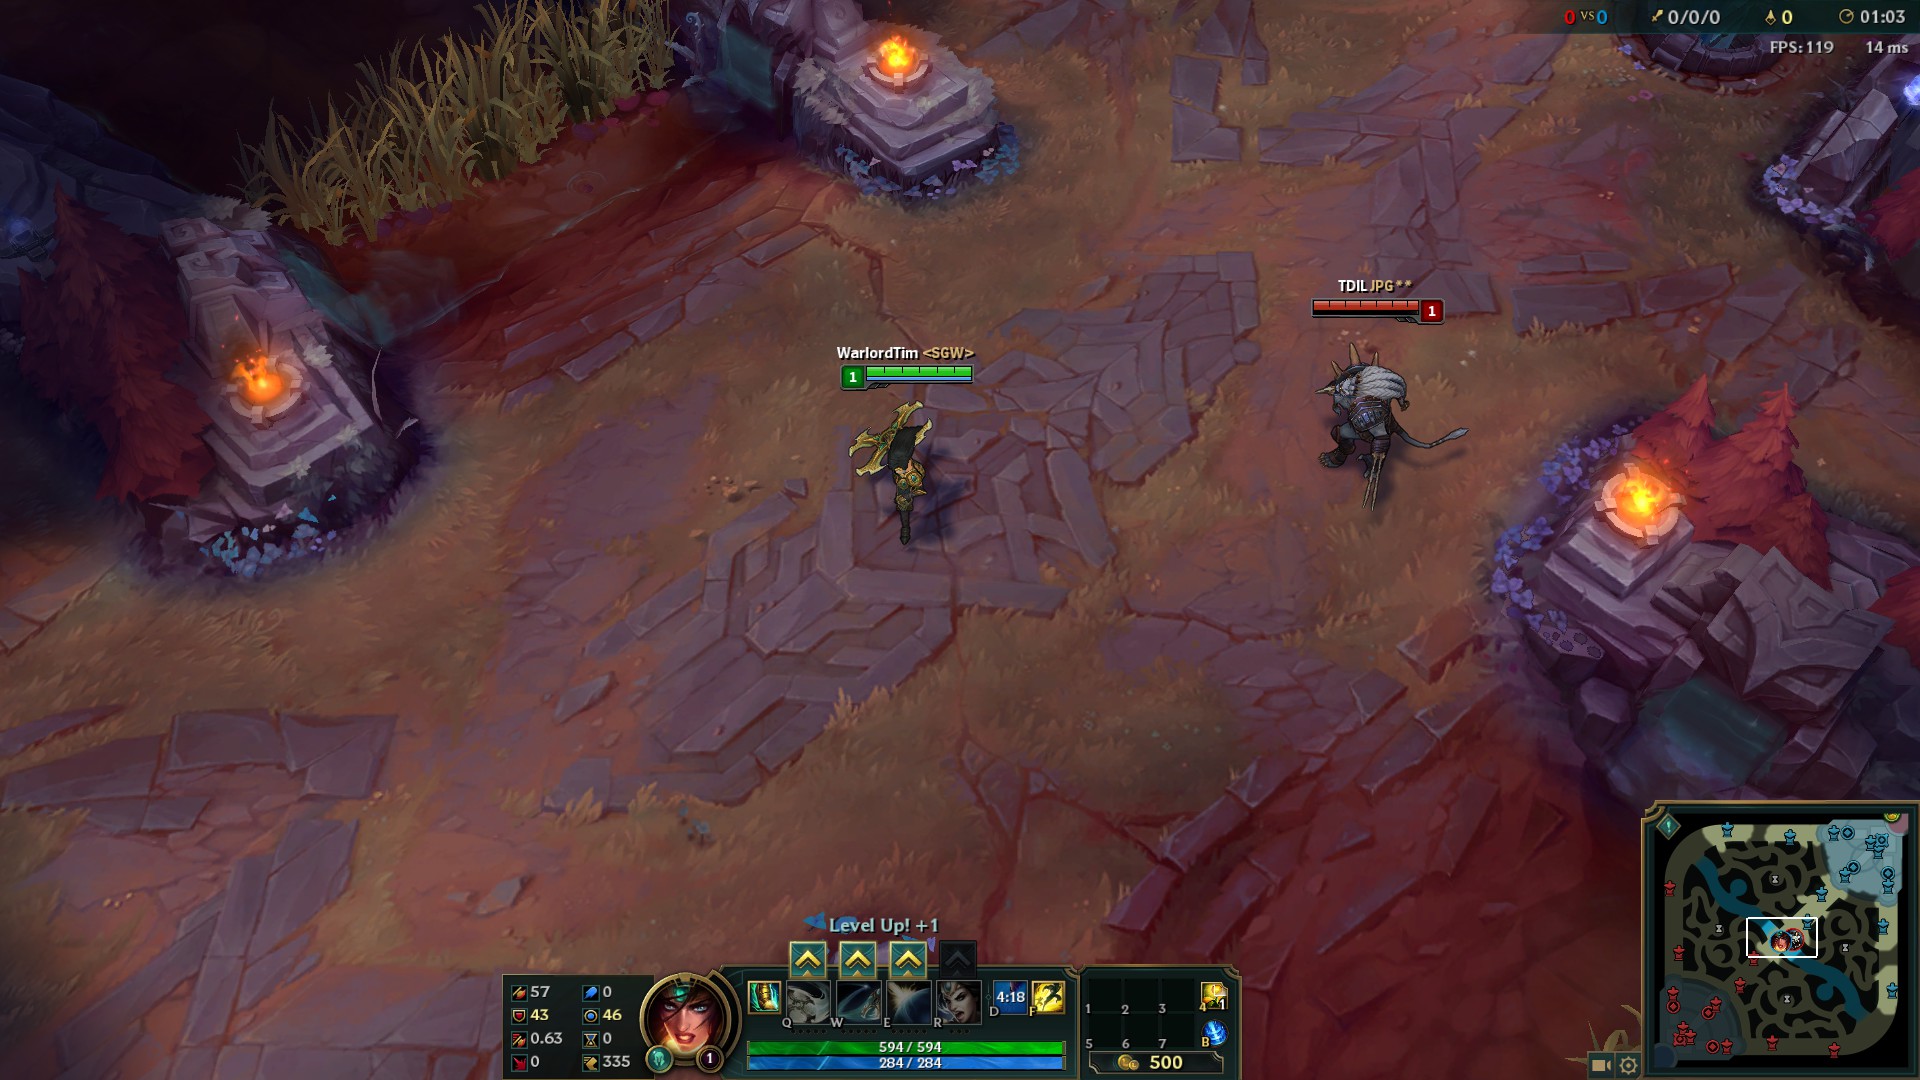 0 VS 0 0/0/0 0 01:03
FPS: 119 14 ms
TDIL JPG**
1
WarlordTim <SGW>
1
Level Up! +1
57 0
43 46
0.63 0
0 335
1
Q W E R
4:18
D F
594 / 594
284 / 284
1 2 3 4 1
5 6 7 B
500